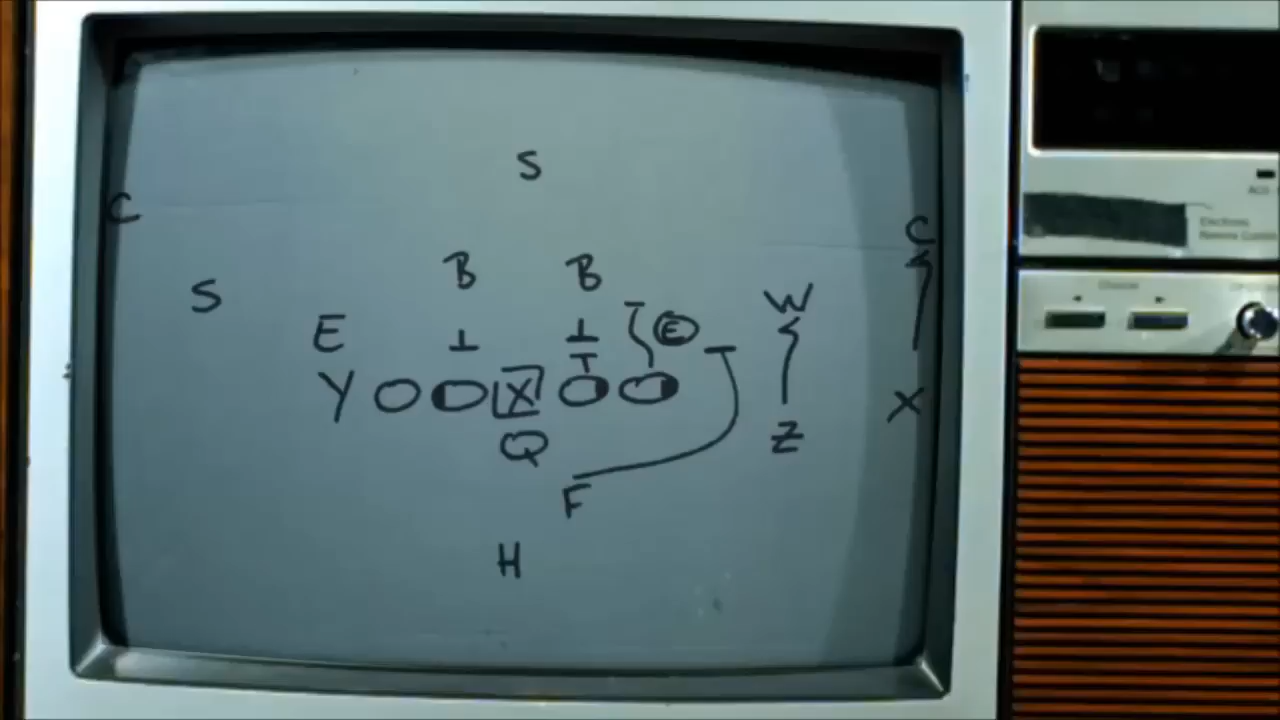 S
C
C
B B
S
W
E E
Y X X
Q Z
F
H
Electronic
Remote Control